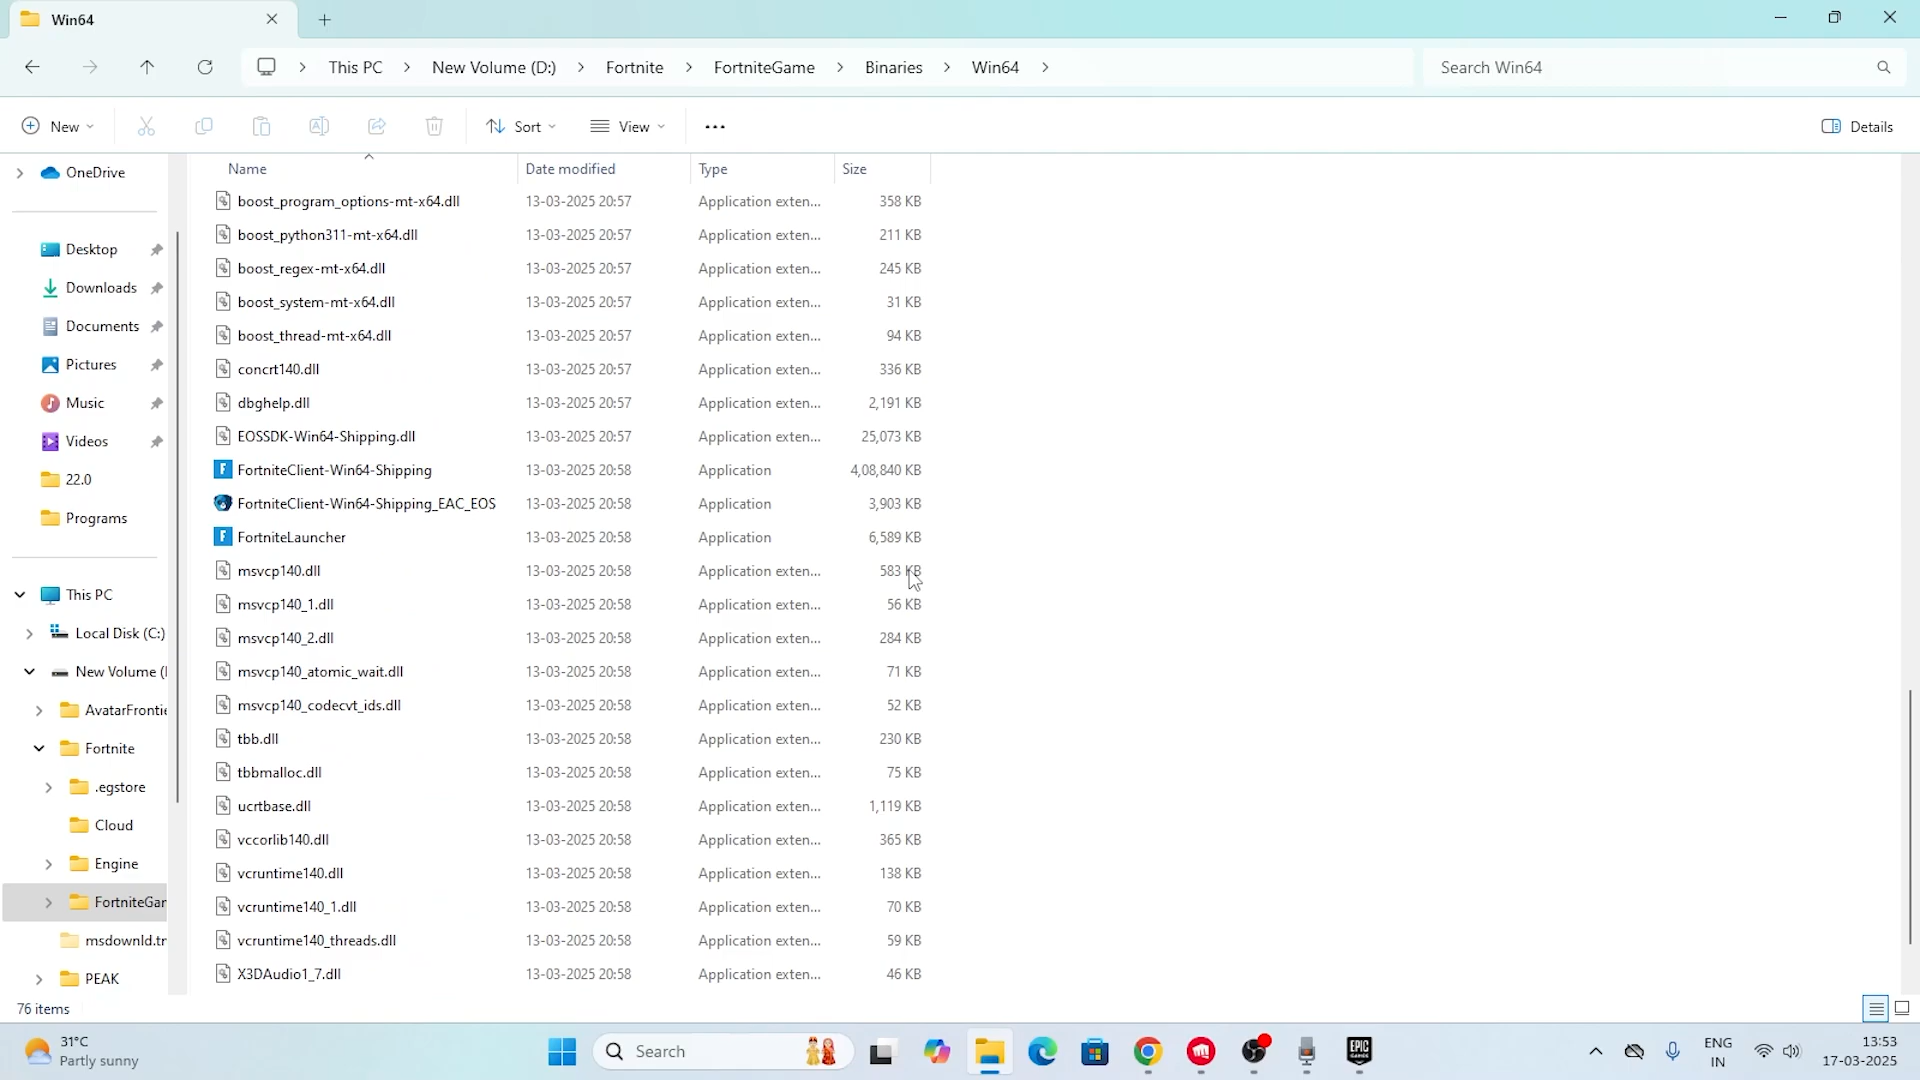 Win64
This PC
New Volume (D:)
Fortnite
FortniteGame
Binaries
Win64
Search Win64
New
Sort
View
Details
OneDrive
Desktop
Downloads
Documents
Pictures
Music
Videos
22.0
Programs
This PC
Local Disk (C:)
New Volume (
AvatarFrontie
Fortnite
.egstore
Cloud
Engine
FortniteGar
msdownld.tr
PEAK
Name Date modified Type Size
boost_program_options-mt-x64.dll 13-03-2025 20:57 Application exten... 358 KB
boost_python311-mt-x64.dll 13-03-2025 20:57 Application exten... 211 KB
boost_regex-mt-x64.dll 13-03-2025 20:57 Application exten... 245 KB
boost_system-mt-x64.dll 13-03-2025 20:57 Application exten... 31 KB
boost_thread-mt-x64.dll 13-03-2025 20:57 Application exten... 94 KB
concrt140.dll 13-03-2025 20:57 Application exten... 336 KB
dbghelp.dll 13-03-2025 20:57 Application exten... 2,191 KB
EOSSDK-Win64-Shipping.dll 13-03-2025 20:57 Application exten... 25,073 KB
FortniteClient-Win64-Shipping 13-03-2025 20:58 Application 4,08,840 KB
FortniteClient-Win64-Shipping_EAC_EOS 13-03-2025 20:58 Application 3,903 KB
FortniteLauncher 13-03-2025 20:58 Application 6,589 KB
msvcp140.dll 13-03-2025 20:58 Application exten... 583 KB
msvcp140_1.dll 13-03-2025 20:58 Application exten... 56 KB
msvcp140_2.dll 13-03-2025 20:58 Application exten... 284 KB
msvcp140_atomic_wait.dll 13-03-2025 20:58 Application exten... 71 KB
msvcp140_codecvt_ids.dll 13-03-2025 20:58 Application exten... 52 KB
tbb.dll 13-03-2025 20:58 Application exten... 230 KB
tbbmalloc.dll 13-03-2025 20:58 Application exten... 75 KB
ucrtbase.dll 13-03-2025 20:58 Application exten... 1,119 KB
vccorlib140.dll 13-03-2025 20:58 Application exten... 365 KB
vcruntime140.dll 13-03-2025 20:58 Application exten... 138 KB
vcruntime140_1.dll 13-03-2025 20:58 Application exten... 70 KB
vcruntime140_threads.dll 13-03-2025 20:58 Application exten... 59 KB
X3DAudio1_7.dll 13-03-2025 20:58 Application exten... 46 KB
76 items
31°C
Partly sunny
Search
EPIC
GAMES
ENG
IN
13:53
17-03-2025